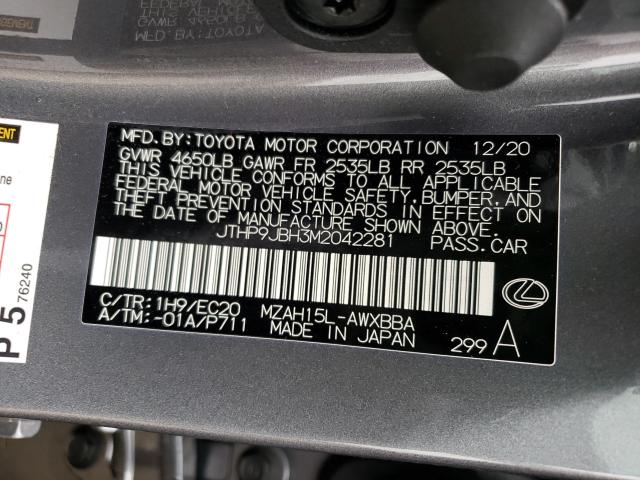 MFD. BY: TOYOTA MOTOR CORPORATION 12/20
GVWR 4650LB GAWR FR 2535LB RR 2535LB
THIS VEHICLE CONFORMS TO ALL APPLICABLE
FEDERAL MOTOR VEHICLE SAFETY, BUMPER, AND
THEFT PREVENTION STANDARDS IN EFFECT ON
THE DATE OF MANUFACTURE SHOWN ABOVE.
JTHP9JBH3M2042281 PASS. CAR
C/TR: 1H9/EC20 MZAH15L-AWXBBA
A/TM: -01A/P711 MADE IN JAPAN
299 A
P 5 76240
ne